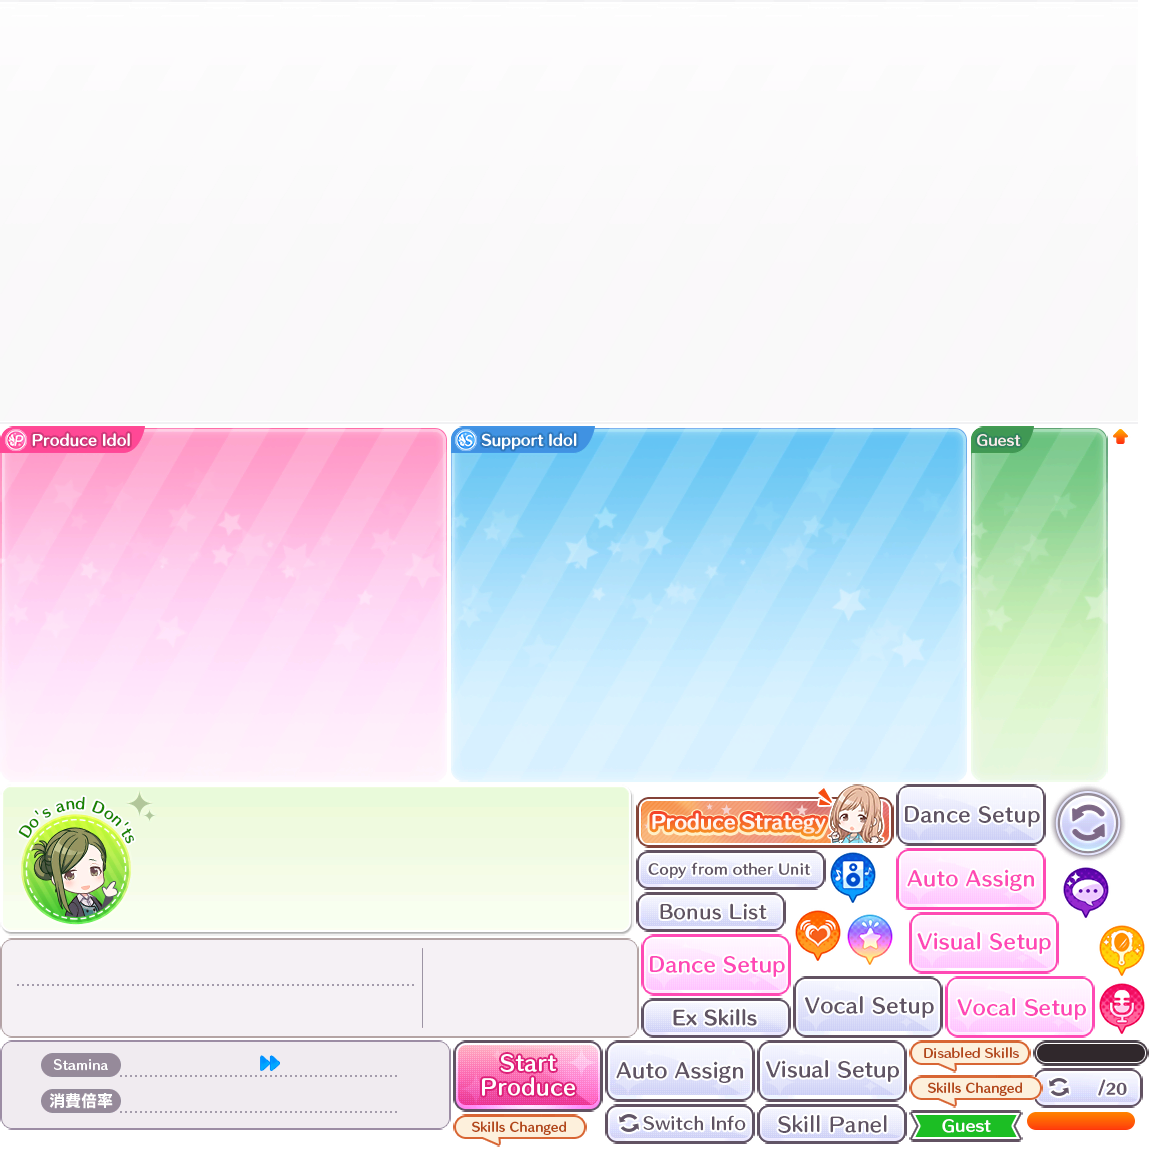 Produce Idol
Support Idol
Guest
Do's and Don'ts
Produce Strategy
Dance Setup
Copy from other Unit
Auto Assign
Bonus List
Visual Setup
Dance Setup
Ex Skills
Vocal Setup
Vocal Setup
Stamina
消費倍率
Start
Produce
Auto Assign
Visual Setup
Disabled Skills
Skills Changed
/20
Skills Changed
Switch Info
Skill Panel
Guest